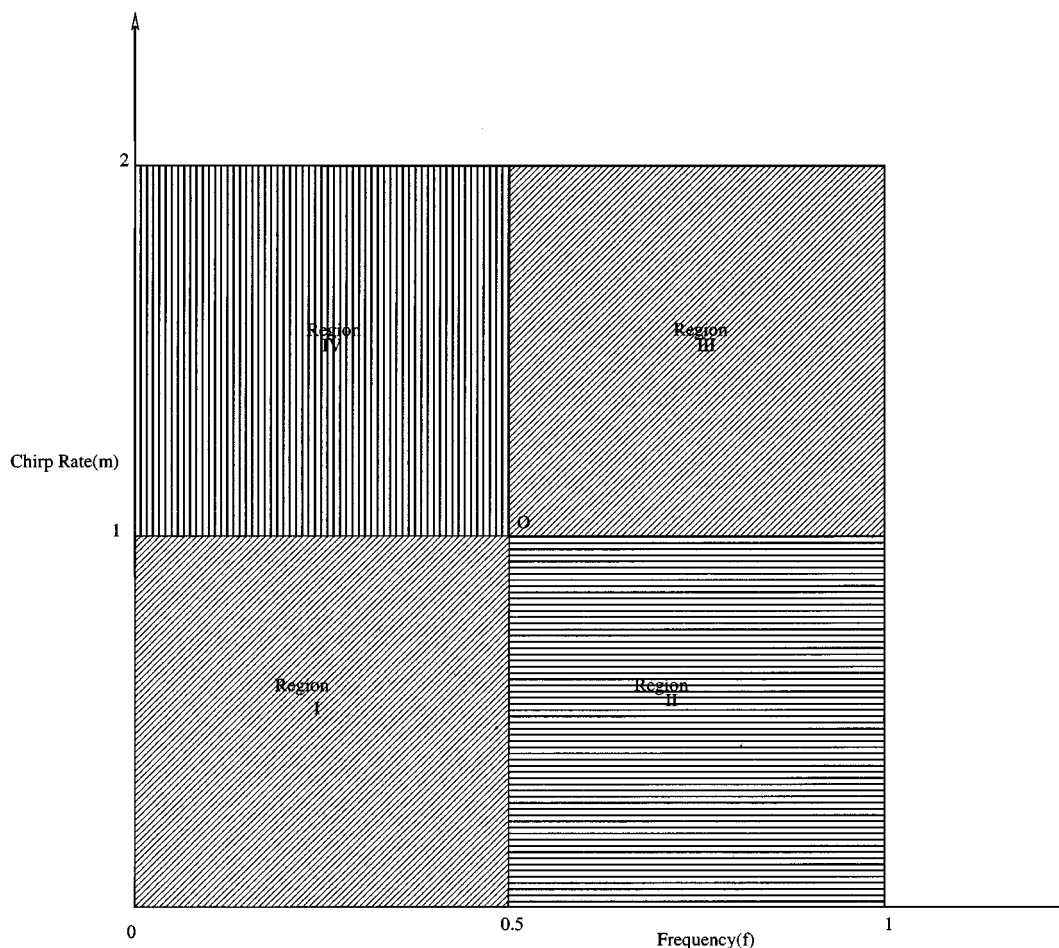 2
Region
IV
Region
III
Chirp Rate(m)
1
O
Region
I
Region
II
0
0.5
1
Frequency(f)